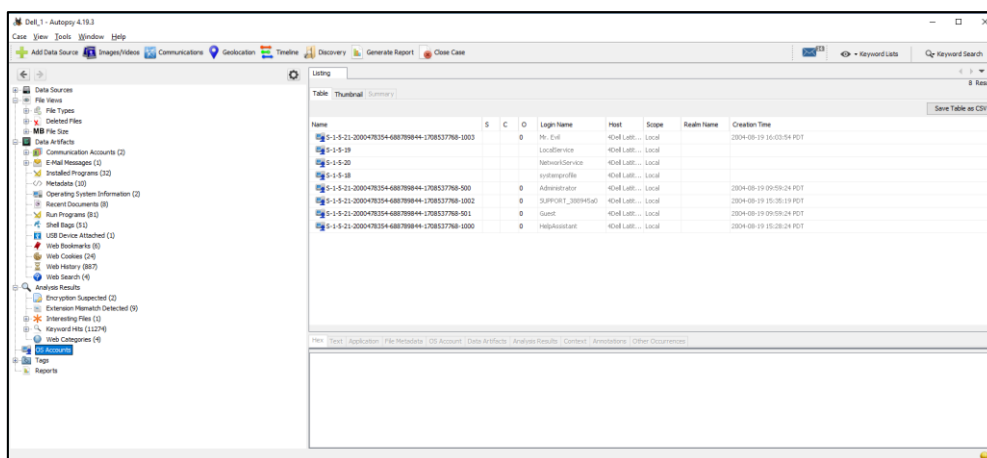 Dell_1 - Autopsy 4.19.3
Case View Tools Window Help
Add Data Source Images/Videos Communications Geolocation Timeline Discovery Generate Report Close Case Keyword Lists Keyword Search
Listing
8 Res
Table Thumbnail Summary
Save Table as CSV
Data Sources
File Views
File Types
Deleted Files
MB File Size
Data Artifacts
Communication Accounts (2)
E-Mail Messages (1)
Installed Programs (32)
Metadata (10)
Operating System Information (2)
Recent Documents (8)
Run Programs (81)
Shell Bags (51)
USB Device Attached (1)
Web Bookmarks (6)
Web Cookies (24)
Web History (887)
Web Search (4)
Analysis Results
Encryption Suspected (2)
Extension Mismatch Detected (9)
Interesting Files (1)
Keyword Hits (11274)
Web Categories (4)
OS Accounts
Tags
Reports
Name S C O Login Name Host Scope Realm Name Creation Time
S-1-5-21-2000478354-688789844-1708537768-1003 0 Mr. Evil 4Dell Latit... Local 2004-08-19 16:03:54 PDT
S-1-5-19 LocalService 4Dell Latit... Local
S-1-5-20 NetworkService 4Dell Latit... Local
S-1-5-18 systemprofile 4Dell Latit... Local
S-1-5-21-2000478354-688789844-1708537768-500 0 Administrator 4Dell Latit... Local 2004-08-19 09:59:24 PDT
S-1-5-21-2000478354-688789844-1708537768-1002 0 SUPPORT_388945a0 4Dell Latit... Local 2004-08-19 15:35:19 PDT
S-1-5-21-2000478354-688789844-1708537768-501 0 Guest 4Dell Latit... Local 2004-08-19 09:59:24 PDT
S-1-5-21-2000478354-688789844-1708537768-1000 0 HelpAssistant 4Dell Latit... Local 2004-08-19 15:28:24 PDT
Hex Text Application File Metadata OS Account Data Artifacts Analysis Results Context Annotations Other Occurrences